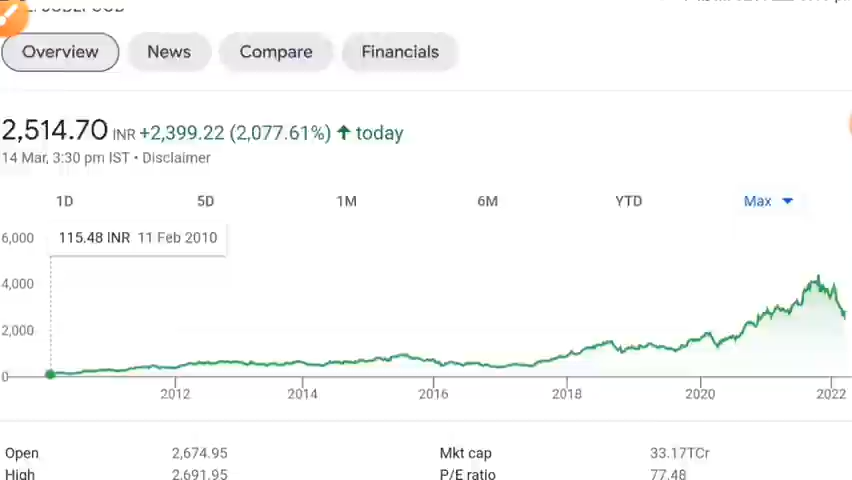 Overview News Compare Financials
2,514.70 INR +2,399.22 (2,077.61%) ↑ today
14 Mar, 3:30 pm IST • Disclaimer
1D 5D 1M 6M YTD Max
6,000 115.48 INR 11 Feb 2010
4,000
2,000
0
2012 2014 2016 2018 2020 2022
Open 2,674.95 Mkt cap 33.17TCr
High 2,691.95 P/E ratio 77.48